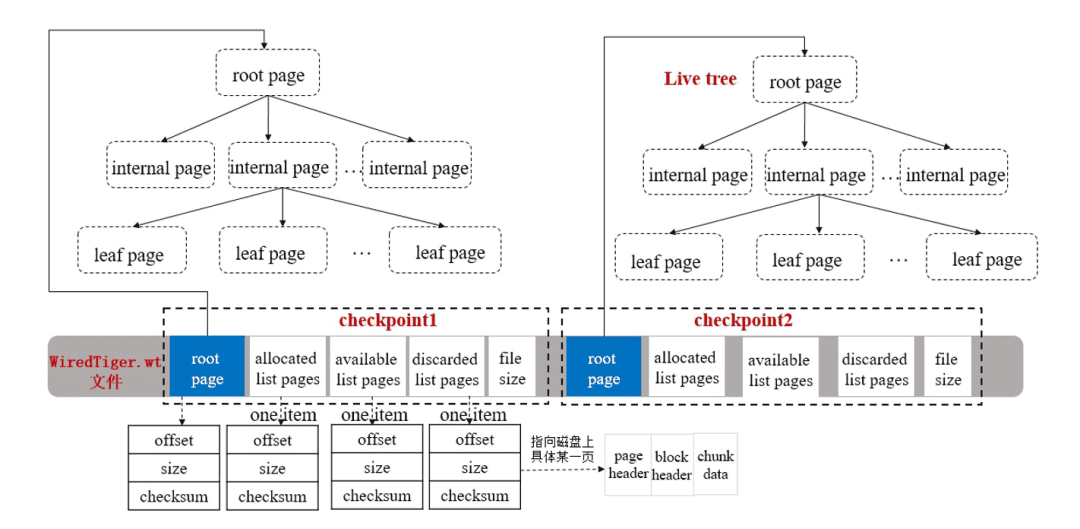 root page
Live tree
root page
internal page
internal page
...
internal page
internal page
internal page
...
internal page
leaf page
leaf page
...
leaf page
leaf page
leaf page
...
leaf page
checkpoint1
checkpoint2
WiredTiger.wt
文件
root
page
allocated
list pages
available
list pages
discarded
list pages
file
size
root
page
allocated
list pages
available
list pages
discarded
list pages
file
size
one item
one item
one item
offset
size
checksum
offset
size
checksum
offset
size
checksum
offset
size
checksum
指向磁盘上
具体某一页
page
header
block
header
chunk
data